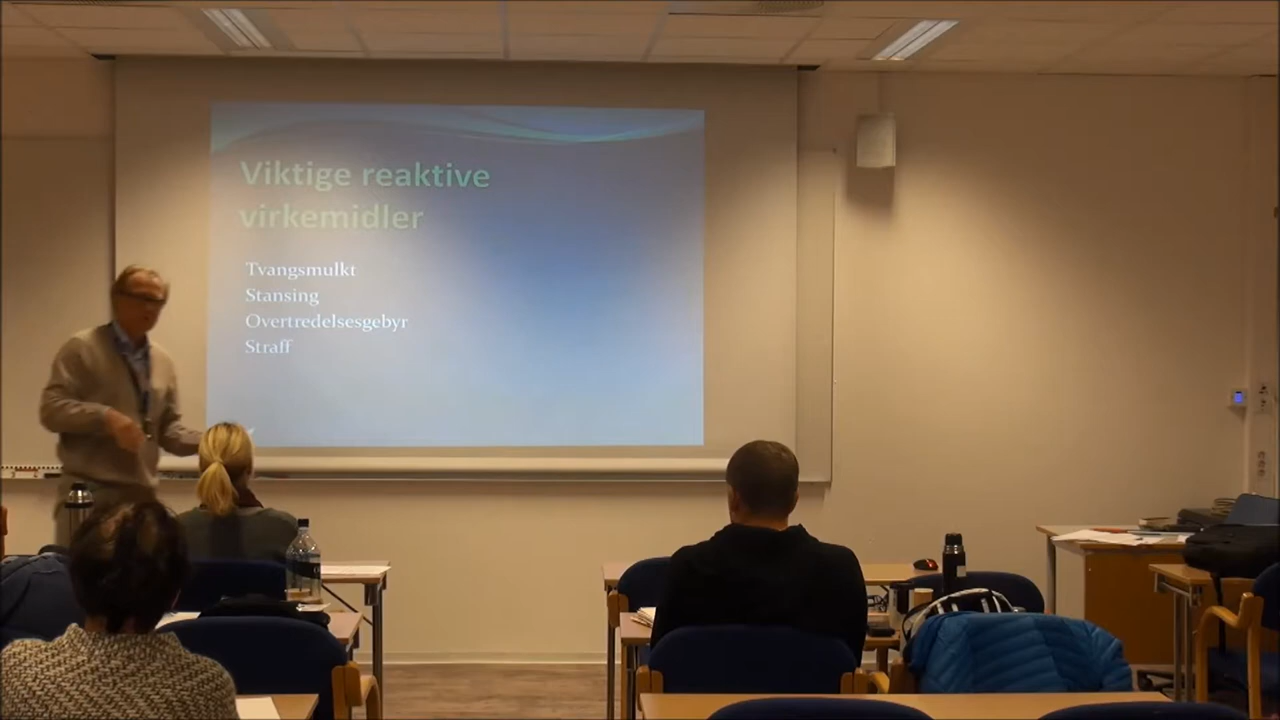 Viktige reaktive
virkemidler
Tvangsmulkt
Stansing
Overtredelsesgebyr
Straff